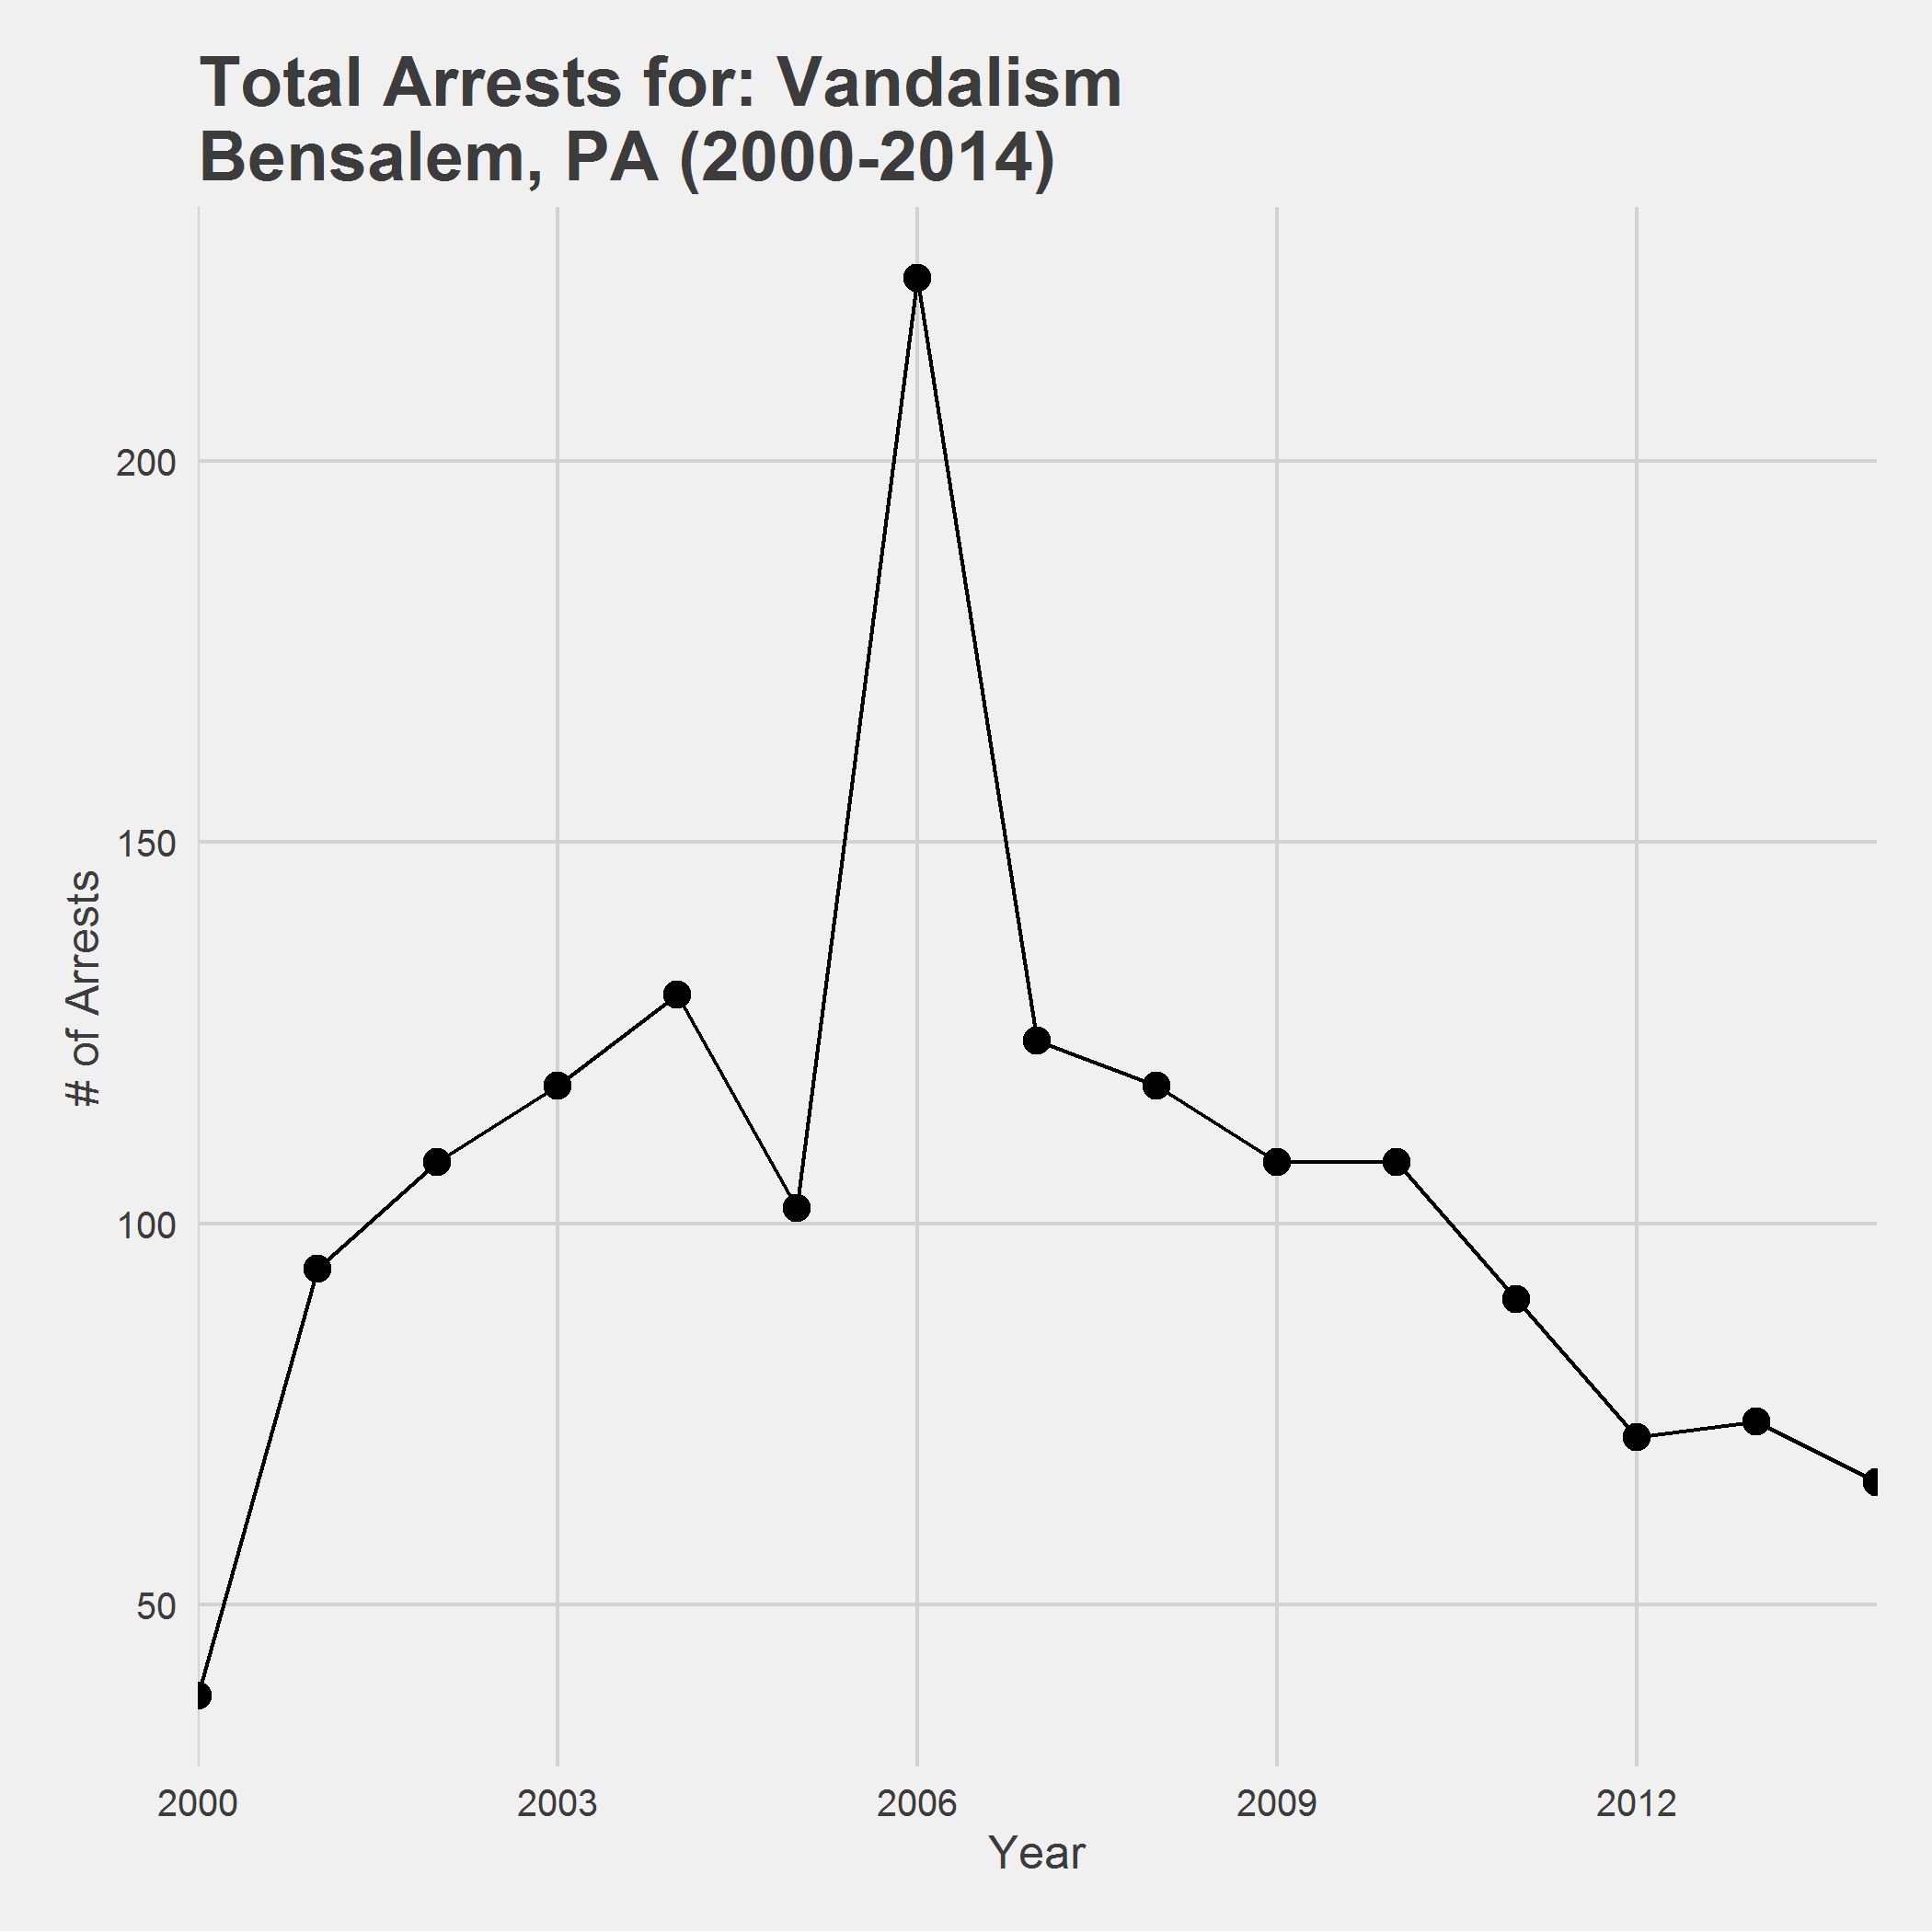 Total Arrests for: Vandalism
Bensalem, PA (2000-2014)
200
150
100
50
# of Arrests
2000
2003
2006
2009
2012
Year